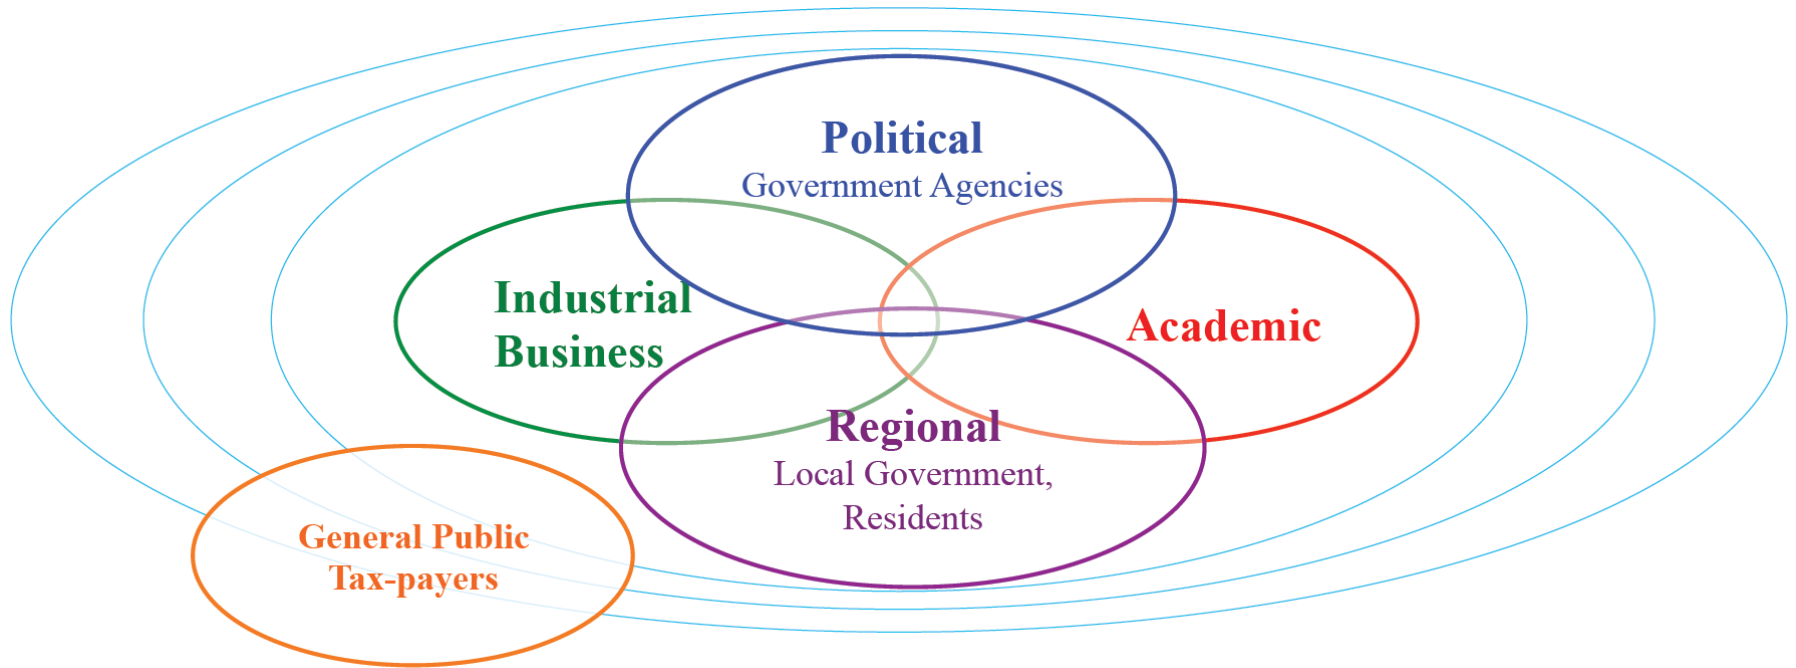 Political
Government Agencies
Industrial
Business
Academic
Regional
Local Government,
Residents
General Public
Tax-payers